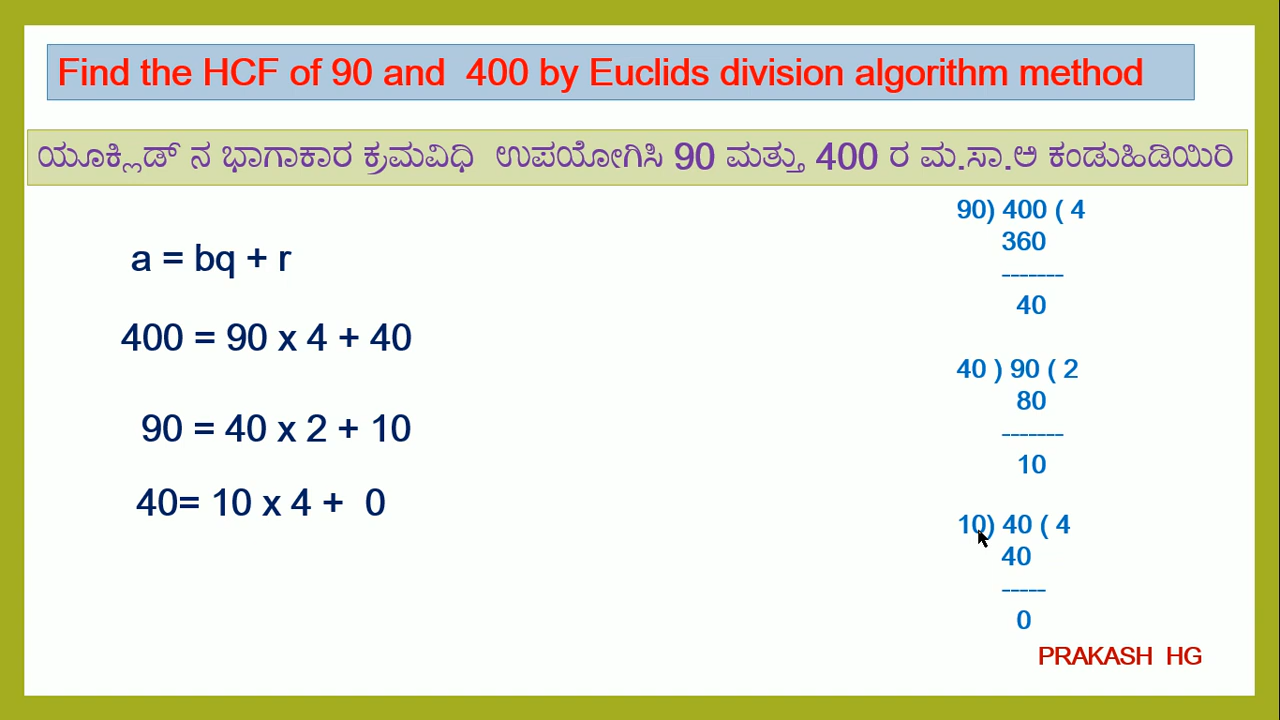 Find the HCF of 90 and 400 by Euclids division algorithm method
ಯೂಕ್ಲಿಡ್ ನ ಭಾಗಾಕಾರ ಕ್ರಮವಿಧಿ ಉಪಯೋಗಿಸಿ 90 ಮತ್ತು 400 ರ ಮ.ಸಾ.ಅ ಕಂಡುಹಿಡಿಯಿರಿ
a = bq + r
400 = 90 x 4 + 40
90 = 40 x 2 + 10
40= 10 x 4 + 0
90) 400 ( 4
360
-------
40
40 ) 90 ( 2
80
-------
10
10) 40 ( 4
40
-----
0
PRAKASH HG